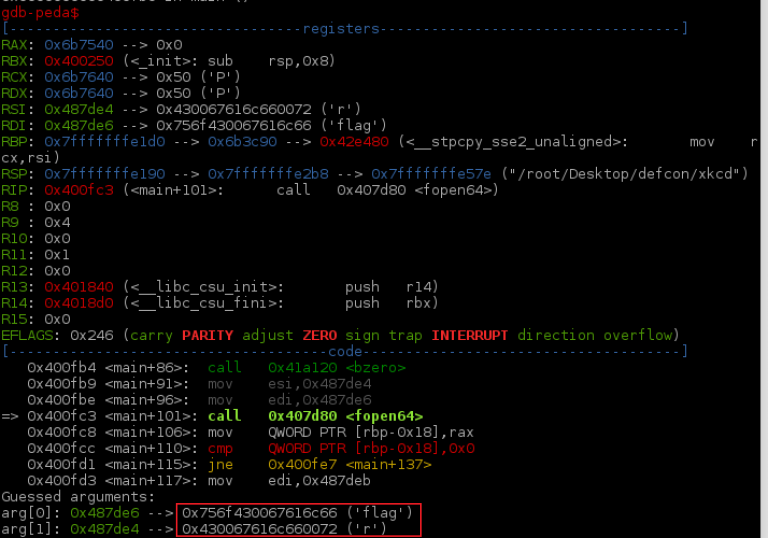 gdb-peda$
[----------------------------------registers-----------------------------------]
RAX: 0x6b7540 --> 0x0
RBX: 0x400250 (<_init>: sub    rsp,0x8)
RCX: 0x6b7640 --> 0x50 ('P')
RDX: 0x6b7640 --> 0x50 ('P')
RSI: 0x487de4 --> 0x430067616c660072 ('r')
RDI: 0x487de6 --> 0x756f430067616c66 ('flag')
RBP: 0x7fffffffe1d0 --> 0x6b3c90 --> 0x42e480 (<__stpcpy_sse2_unaligned>:       mov    r
cx,rsi)
RSP: 0x7fffffffe190 --> 0x7fffffffe2b8 --> 0x7fffffffe57e ("/root/Desktop/defcon/xkcd")
RIP: 0x400fc3 (<main+101>:      call   0x407d80 <fopen64>)
R8 : 0x0
R9 : 0x4
R10: 0x0
R11: 0x1
R12: 0x0
R13: 0x401840 (<__libc_csu_init>:       push   r14)
R14: 0x4018d0 (<__libc_csu_fini>:       push   rbx)
R15: 0x0
EFLAGS: 0x246 (carry PARITY adjust ZERO sign trap INTERRUPT direction overflow)
[-------------------------------------code-------------------------------------]
   0x400fb4 <main+86>:  call   0x41a120 <bzero>
   0x400fb9 <main+91>:  mov    esi,0x487de4
   0x400fbe <main+96>:  mov    edi,0x487de6
=> 0x400fc3 <main+101>: call   0x407d80 <fopen64>
   0x400fc8 <main+106>: mov    QWORD PTR [rbp-0x18],rax
   0x400fcc <main+110>: cmp    QWORD PTR [rbp-0x18],0x0
   0x400fd1 <main+115>: jne    0x400fe7 <main+137>
   0x400fd3 <main+117>: mov    edi,0x487deb
Guessed arguments:
arg[0]: 0x487de6 --> 0x756f430067616c66 ('flag')
arg[1]: 0x487de4 --> 0x430067616c660072 ('r')